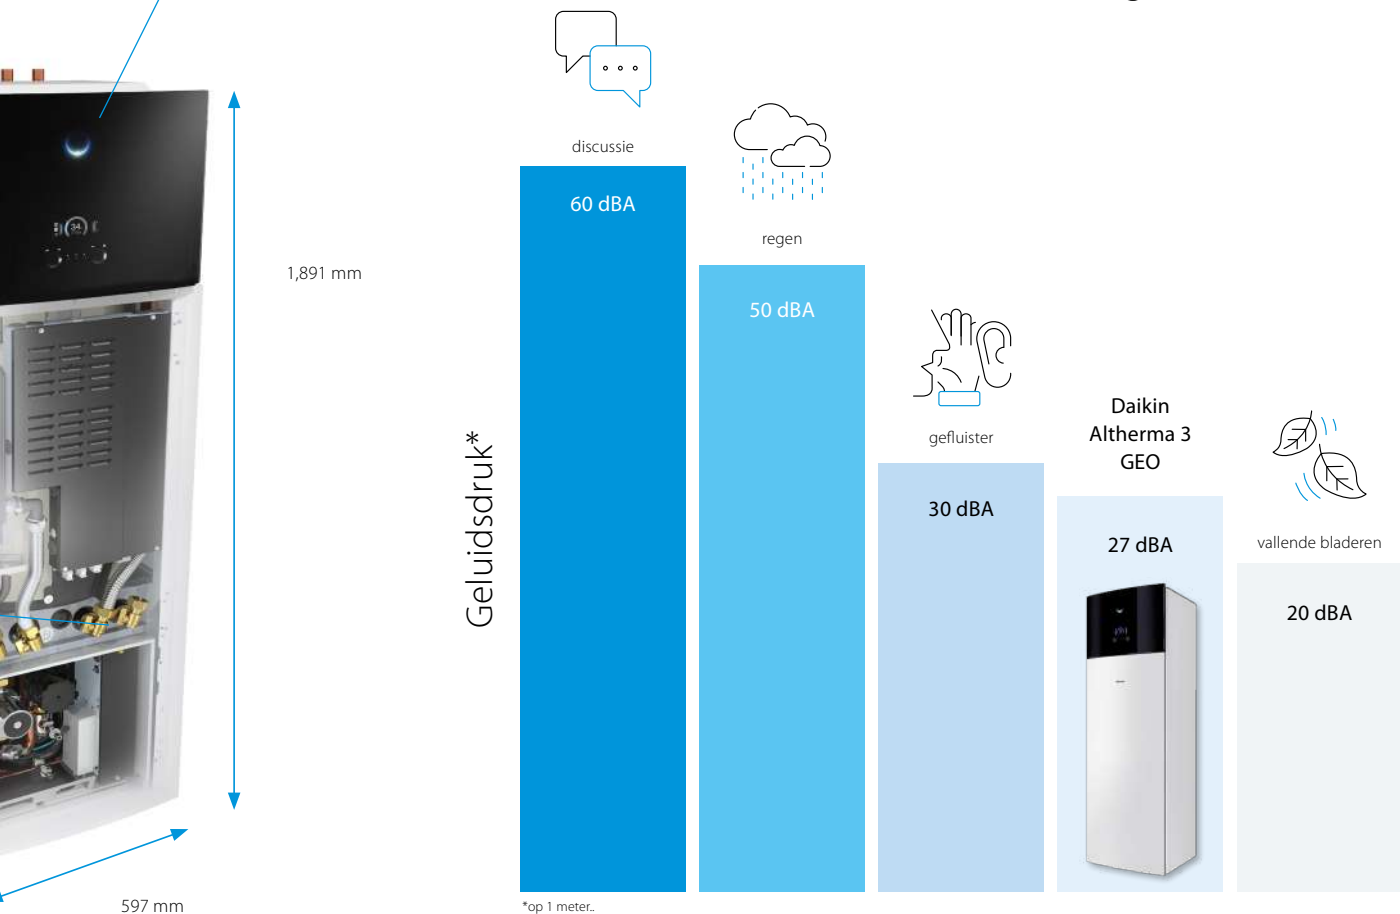 discussie
60 dBA
regen
50 dBA
1,891 mm
gefluister
30 dBA
Daikin
Altherma 3
GEO
27 dBA
vallende bladeren
20 dBA
Geluidsdruk*
597 mm
*op 1 meter..